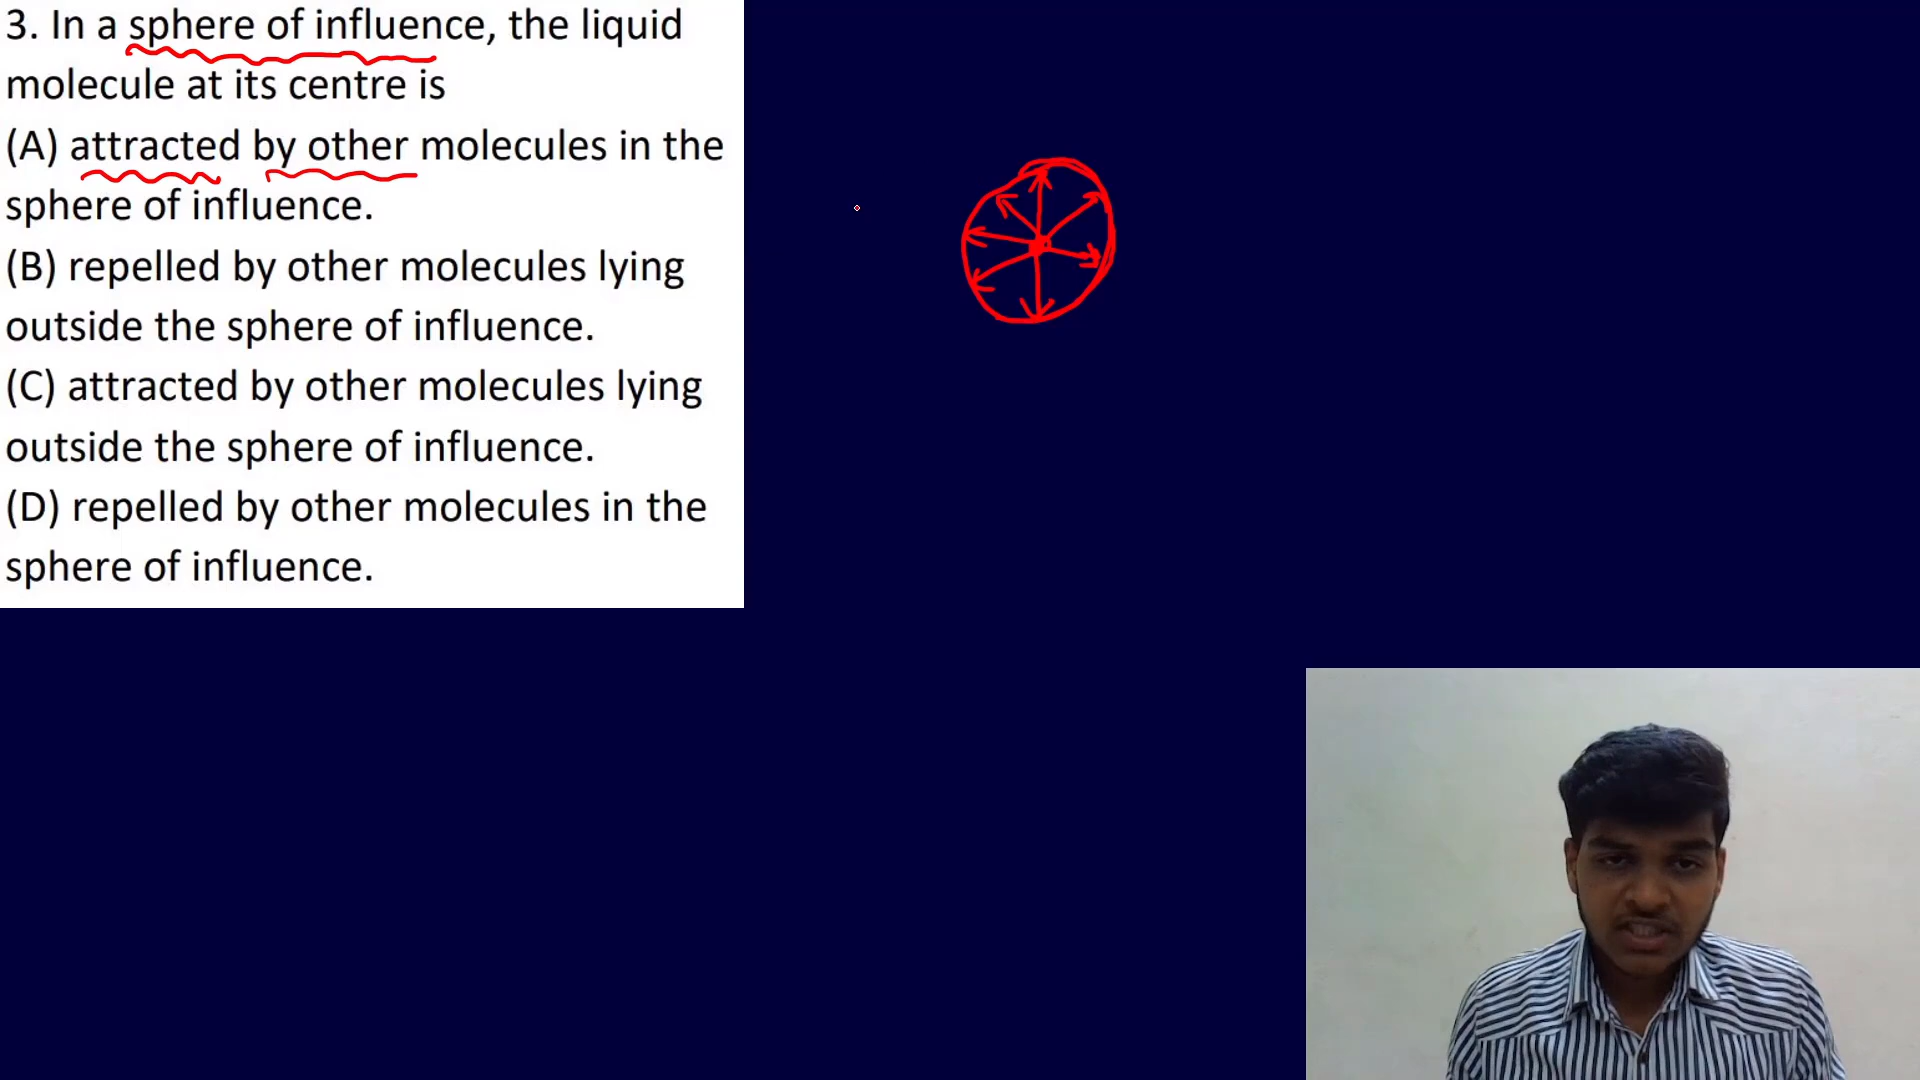 3. In a sphere of influence, the liquid
molecule at its centre is
(A) attracted by other molecules in the
sphere of influence.
(B) repelled by other molecules lying
outside the sphere of influence.
(C) attracted by other molecules lying
outside the sphere of influence.
(D) repelled by other molecules in the
sphere of influence.